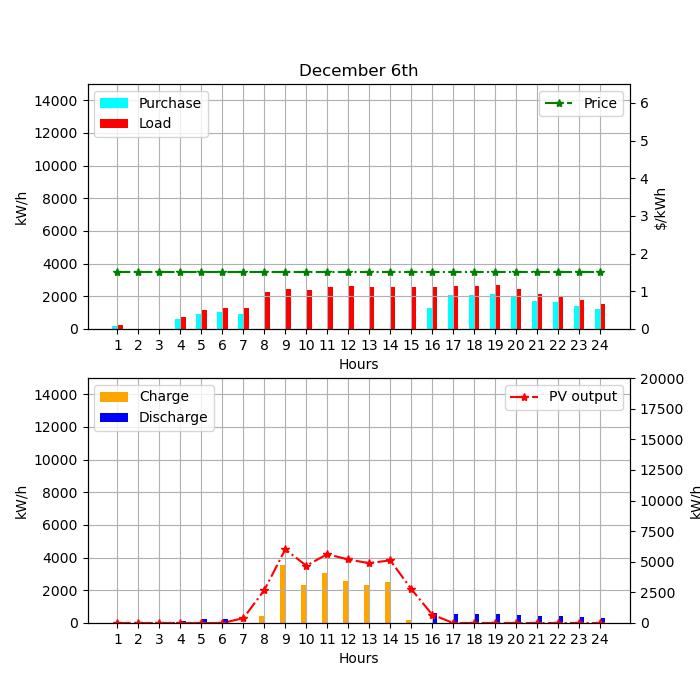 December 6th
14000
12000
10000
8000
6000
4000
2000
0
kW/h
Purchase
Load
Price
6
5
4
3
2
1
0
$/kWh
1 2 3 4 5 6 7 8 9 10 11 12 13 14 15 16 17 18 19 20 21 22 23 24
Hours
14000
12000
10000
8000
6000
4000
2000
0
kW/h
Charge
Discharge
PV output
20000
17500
15000
12500
10000
7500
5000
2500
0
kW/h
1 2 3 4 5 6 7 8 9 10 11 12 13 14 15 16 17 18 19 20 21 22 23 24
Hours